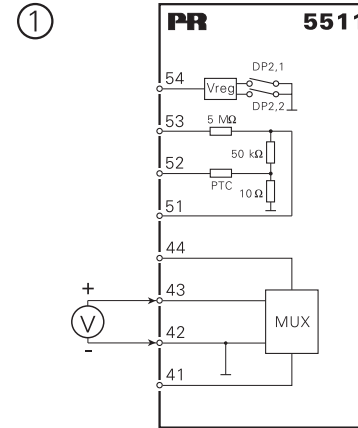 1
PR 5511
54
Vreg
DP2,1
DP2,2
53
5 MΩ
50 kΩ
52
PTC
10Ω
51
44
+
43
V
MUX
42
-
41